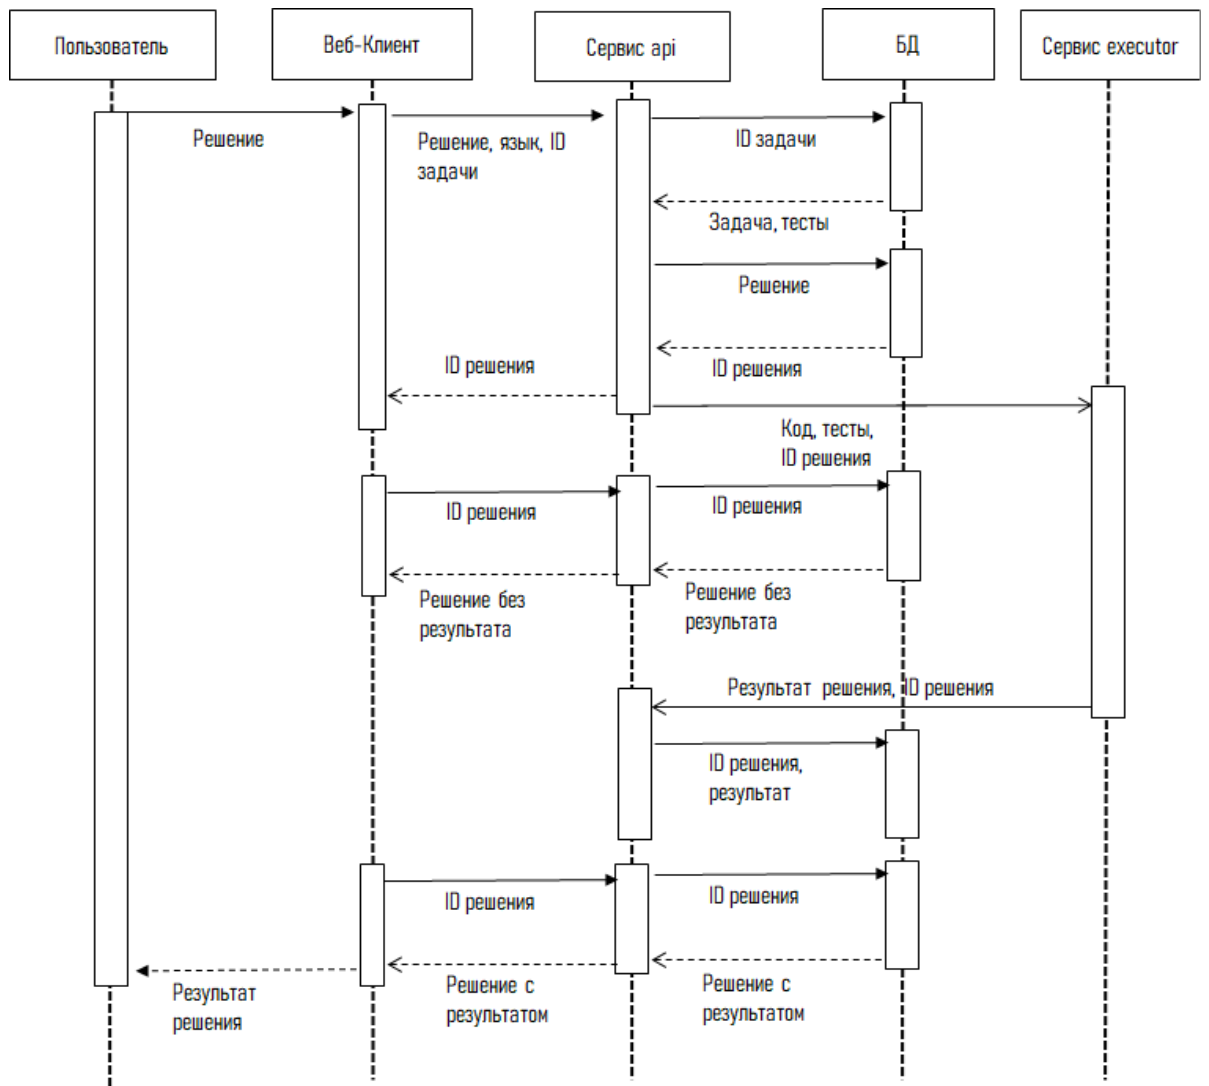 Пользователь
Веб-Клиент
Сервис api
БД
Сервис executor
Решение
Решение, язык, ID
задачи
ID задачи
Задача, тесты
Решение
ID решения
ID решения
Код, тесты,
ID решения
ID решения
ID решения
Решение без
результата
Решение без
результата
Результат решения, ID решения
ID решения,
результат
ID решения
ID решения
Результат
решения
Решение с
результатом
Решение с
результатом